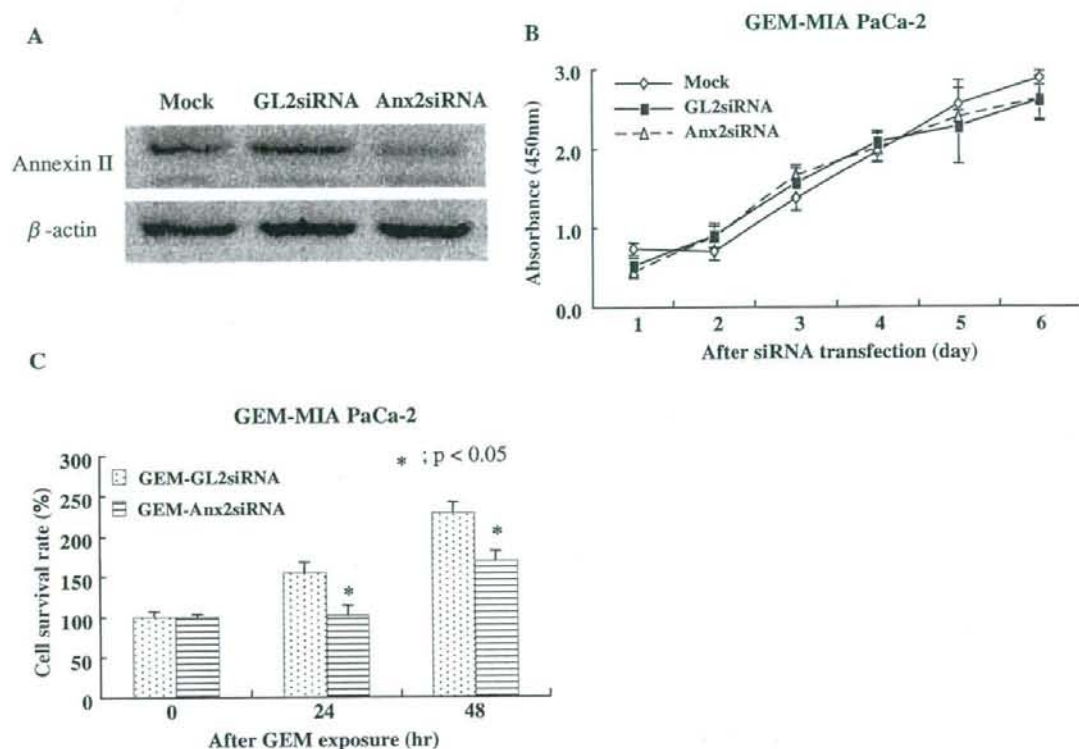 A
Mock GL2siRNA Anx2siRNA
Annexin II
β-actin
B
GEM-MIA PaCa-2
Mock
GL2siRNA
Anx2siRNA
Absorbance (450nm)
3.0
2.0
1.0
0.0
1 2 3 4 5 6
After siRNA transfection (day)
C
GEM-MIA PaCa-2
* ; p < 0.05
GEM-GL2siRNA
GEM-Anx2siRNA
Cell survival rate (%)
300
250
200
150
100
50
0
*
*
0 24 48
After GEM exposure (hr)